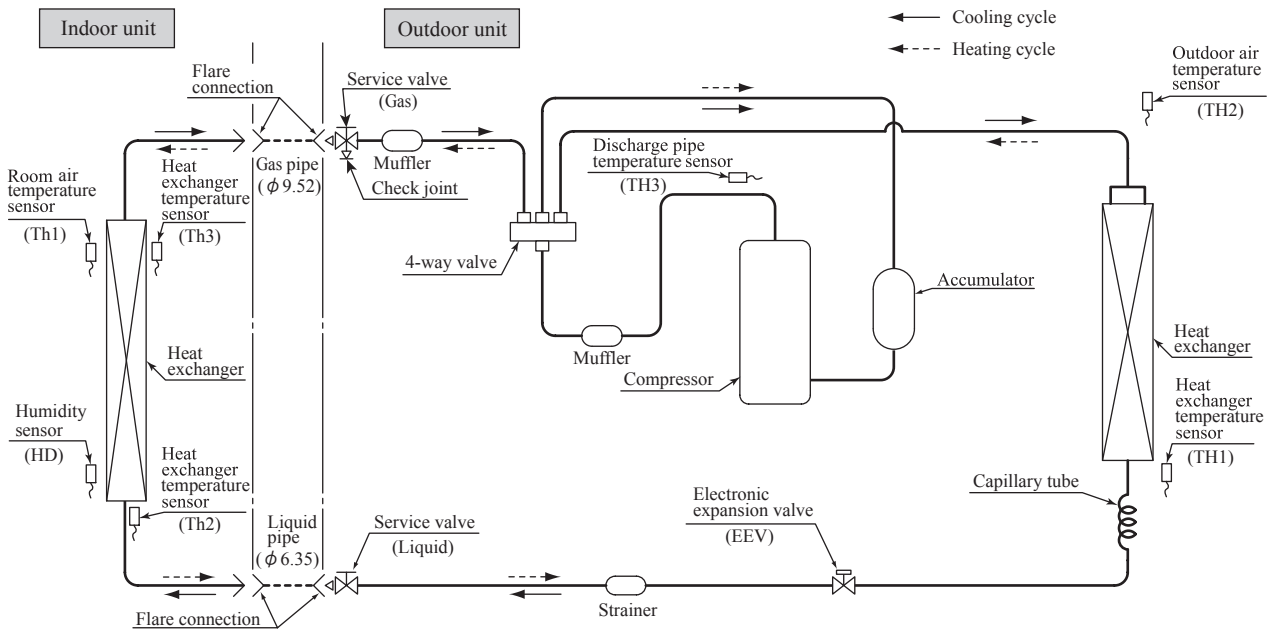 Indoor unit
Outdoor unit
Cooling cycle
Heating cycle
Flare
connection
Service valve
(Gas)
Outdoor air
temperature
sensor
(TH2)
Muffler
Check joint
Gas pipe
(ϕ9.52)
Discharge pipe
temperature sensor
(TH3)
Room air
temperature
sensor
(Th1)
Heat
exchanger
temperature
sensor
(Th3)
4-way valve
Accumulator
Muffler
Compressor
Heat
exchanger
Heat
exchanger
Humidity
sensor
(HD)
Heat
exchanger
temperature
sensor
(Th2)
Heat
exchanger
temperature
sensor
(TH1)
Capillary tube
Electronic
expansion valve
(EEV)
Liquid
pipe
(ϕ6.35)
Service valve
(Liquid)
Strainer
Flare connection